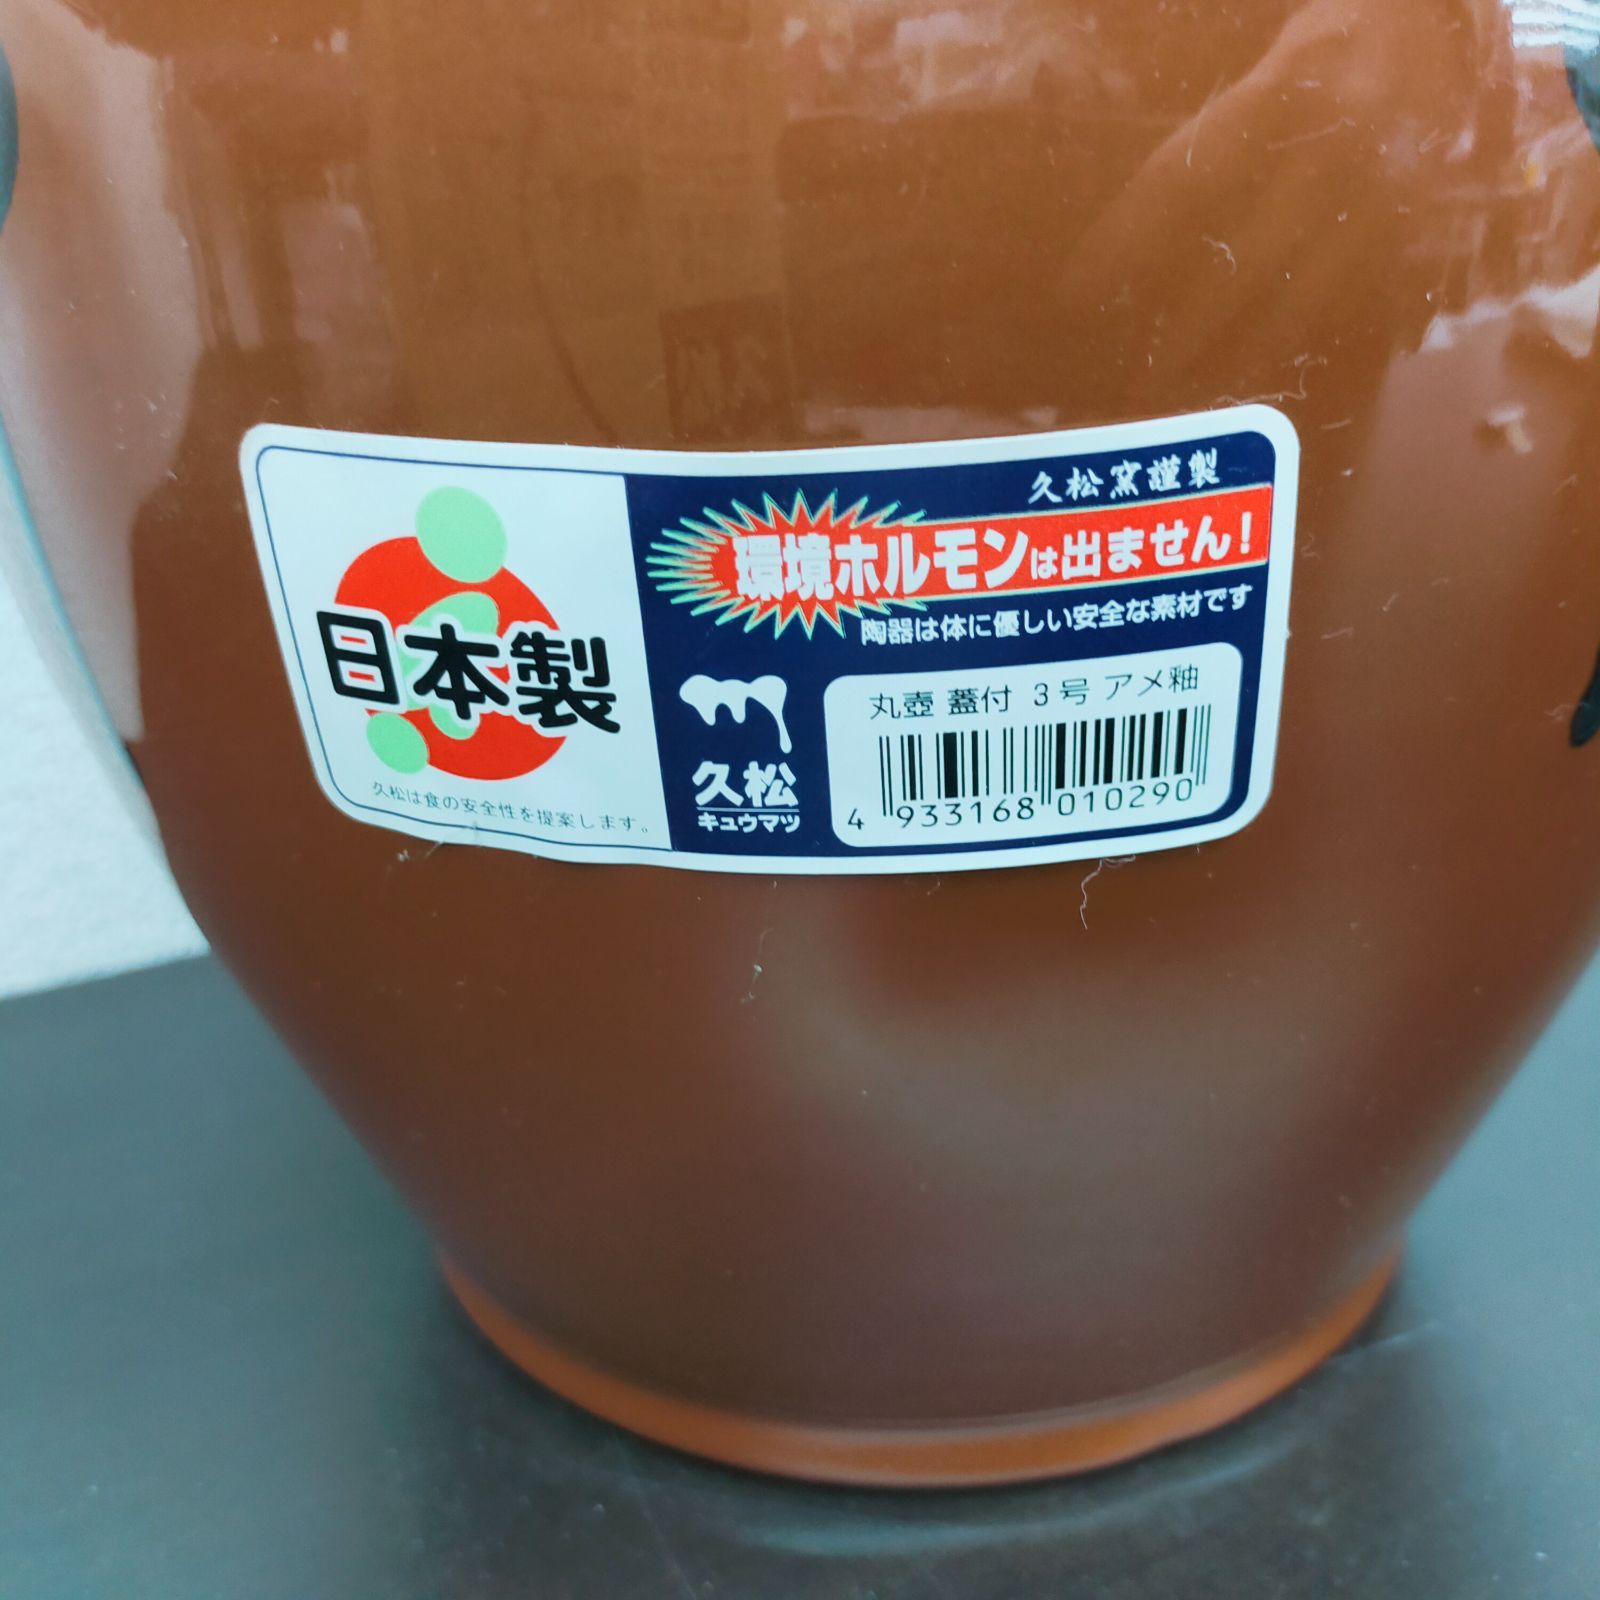 日本製
久松は食の安全性を提案します。
久松窯謹製
環境ホルモンは出ません!
陶器は体に優しい安全な素材です
久松
キュウマツ
丸壺 蓋付 3号 アメ釉
4 933168 010290